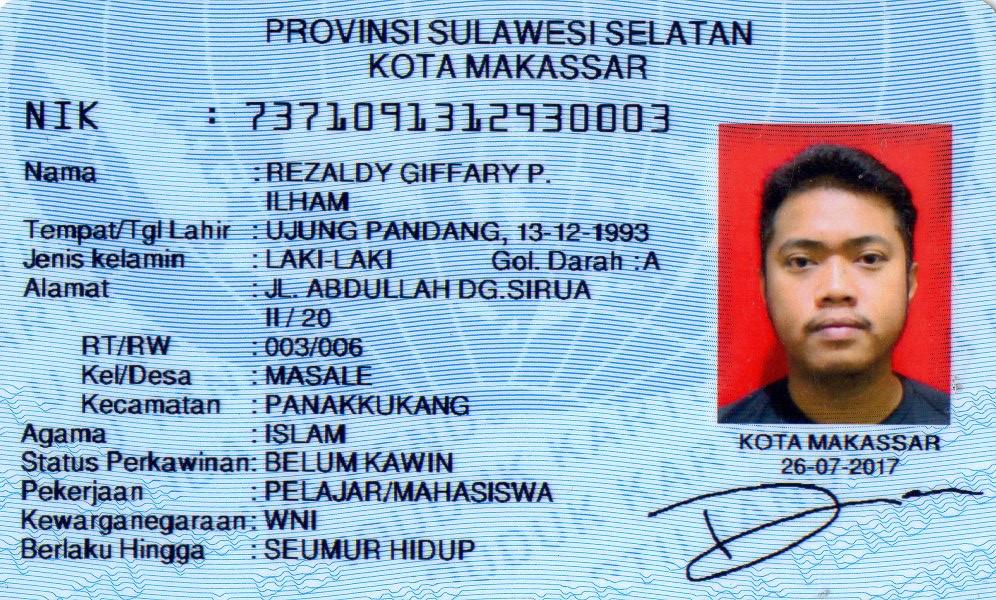 PROVINSI SULAWESI SELATAN
KOTA MAKASSAR
NIK : 7371091312930003
Nama : REZALDY GIFFARY P.
ILHAM
Tempat/Tgl Lahir : UJUNG PANDANG, 13-12-1993
Jenis kelamin : LAKI-LAKI Gol. Darah : A
Alamat : JL. ABDULLAH DG.SIRUA
II / 20
RT/RW : 003/006
Kel/Desa : MASALE
Kecamatan : PANAKKUKANG
Agama : ISLAM
Status Perkawinan: BELUM KAWIN
Pekerjaan : PELAJAR/MAHASISWA
Kewarganegaraan: WNI
Berlaku Hingga : SEUMUR HIDUP
KOTA MAKASSAR
26-07-2017